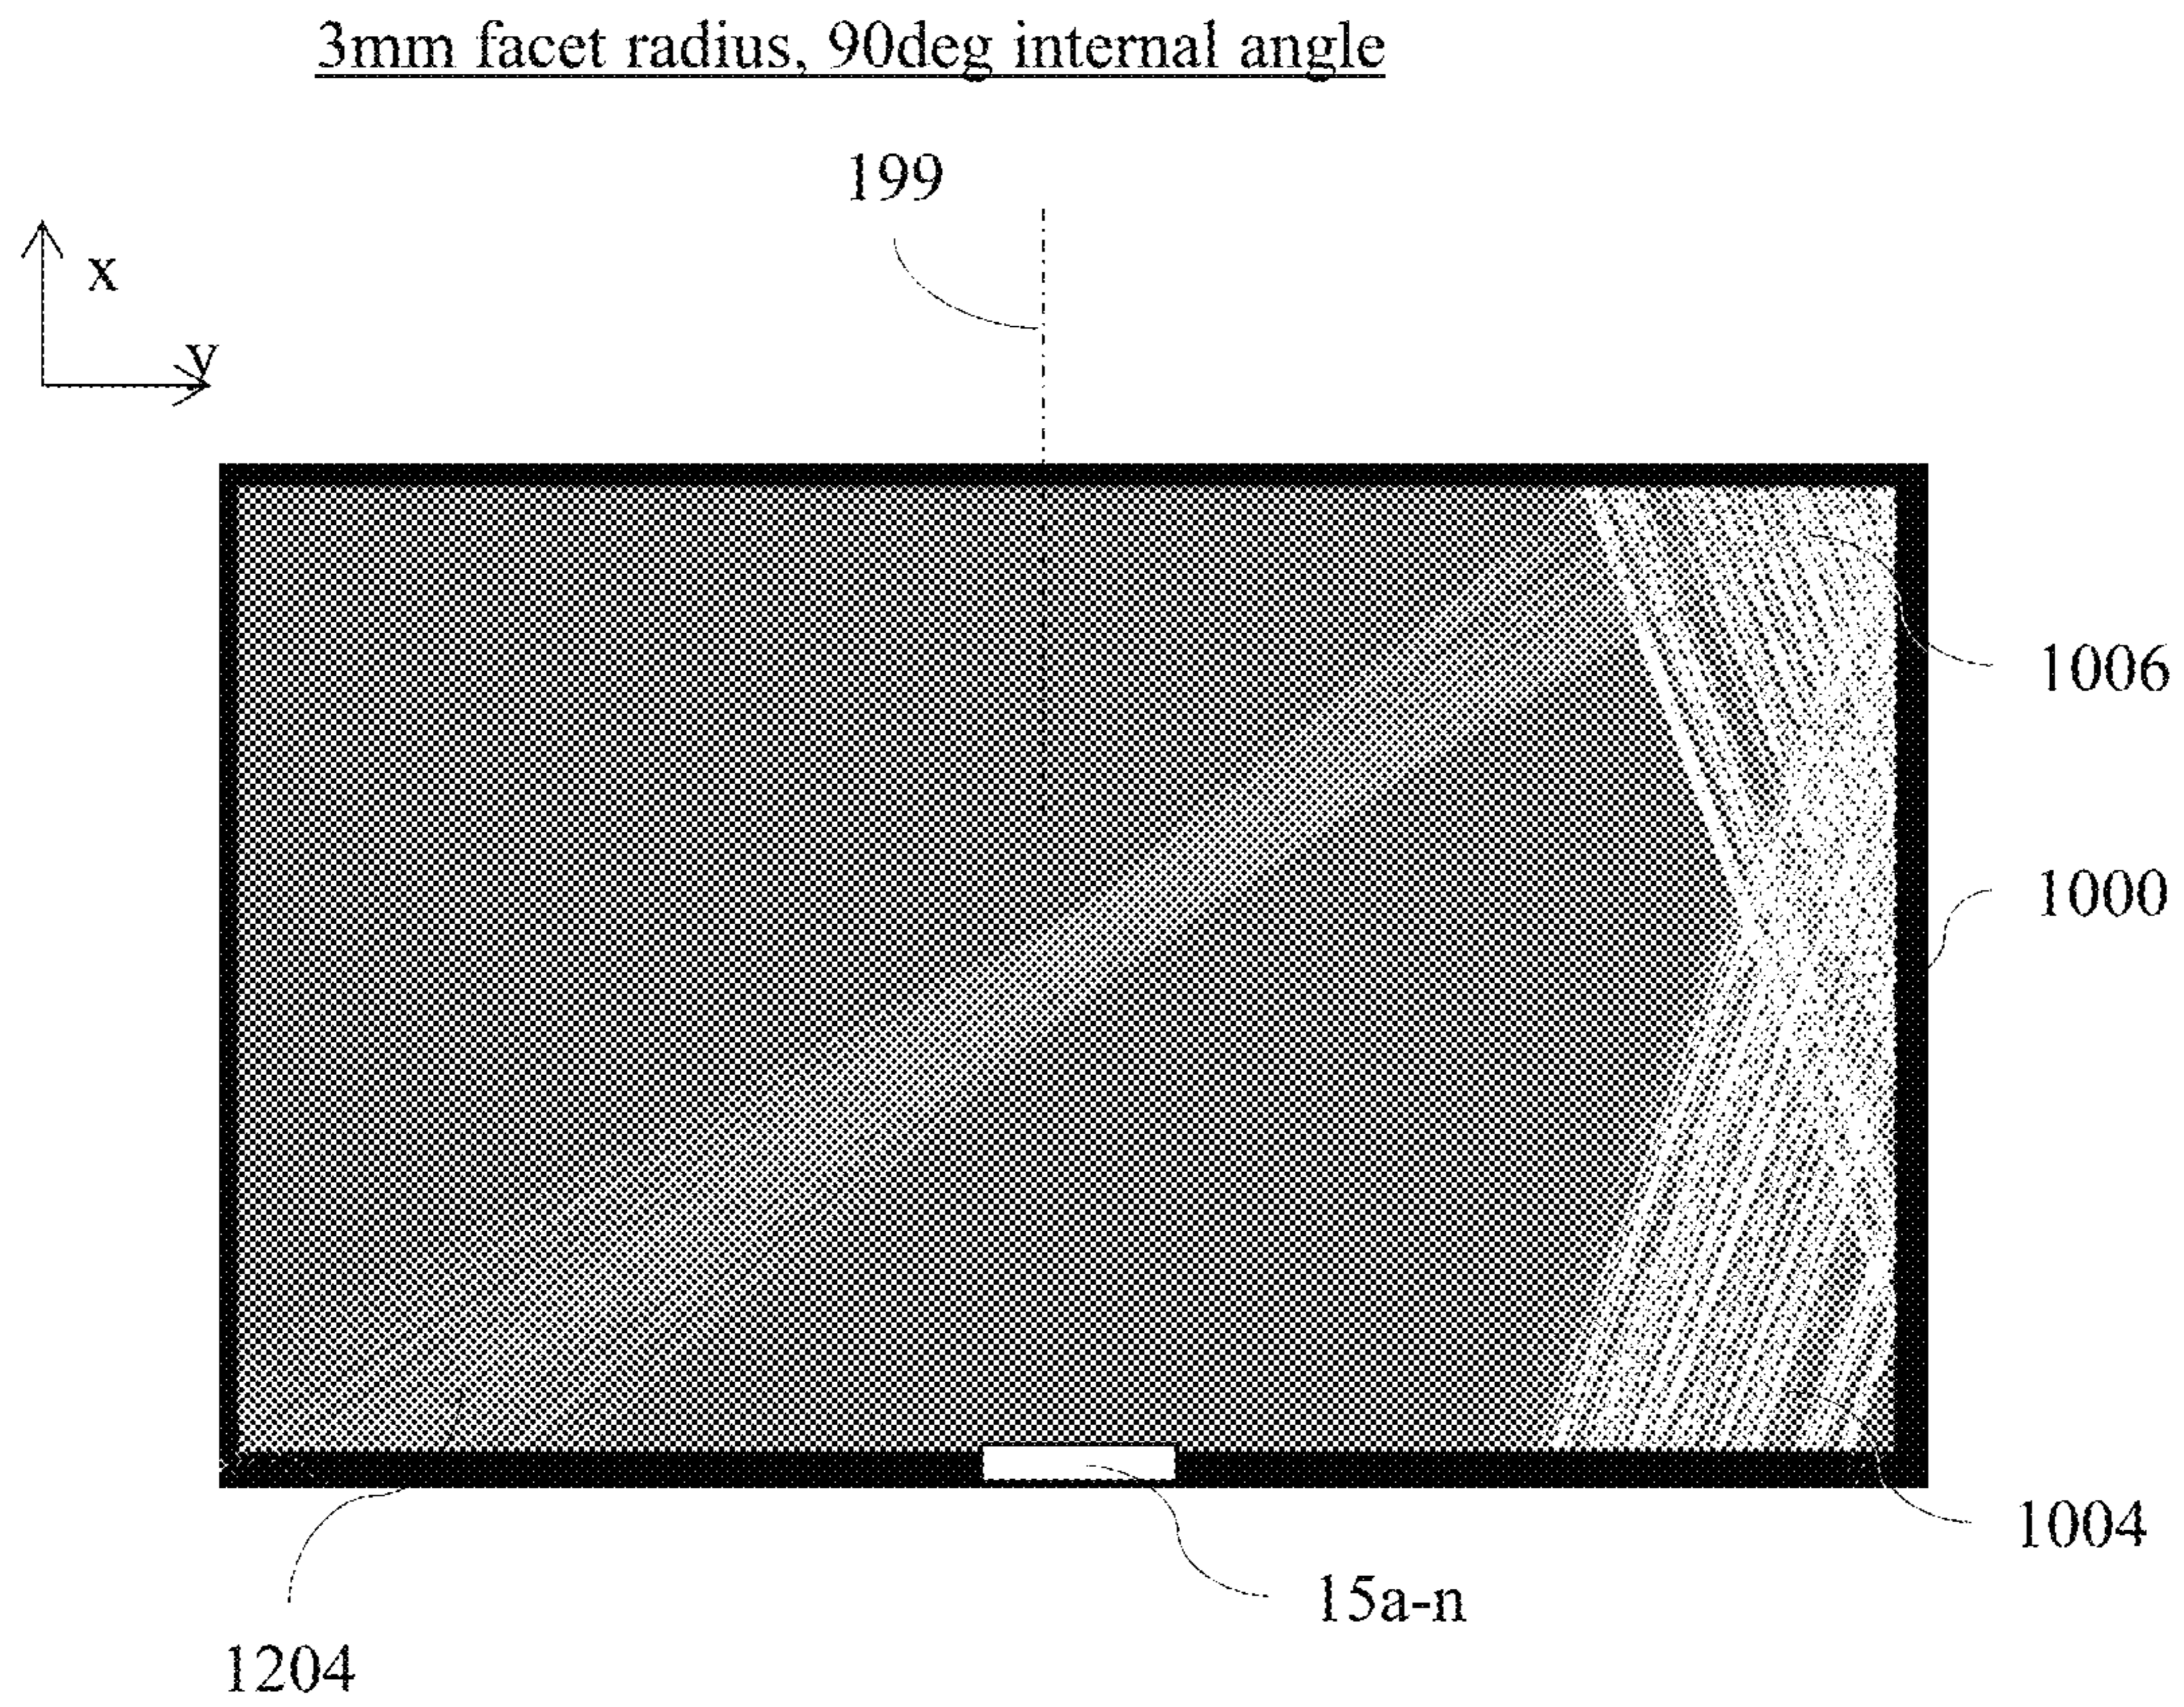 3mm facet radius, 90deg internal angle
199
x
y
1006
1000
1004
15a-n
1204